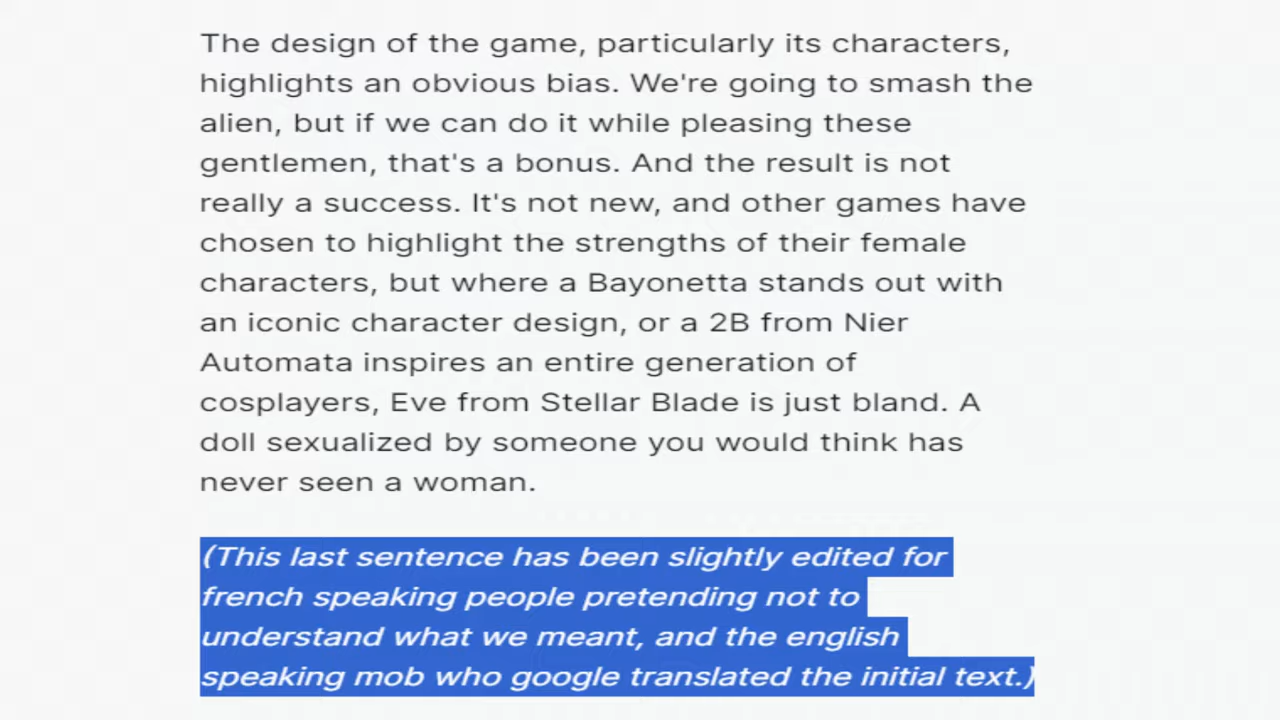 The design of the game, particularly its characters,
highlights an obvious bias. We're going to smash the
alien, but if we can do it while pleasing these
gentlemen, that's a bonus. And the result is not
really a success. It's not new, and other games have
chosen to highlight the strengths of their female
characters, but where a Bayonetta stands out with
an iconic character design, or a 2B from Nier
Automata inspires an entire generation of
cosplayers, Eve from Stellar Blade is just bland. A
doll sexualized by someone you would think has
never seen a woman.
(This last sentence has been slightly edited for
french speaking people pretending not to
understand what we meant, and the english
speaking mob who google translated the initial text.)